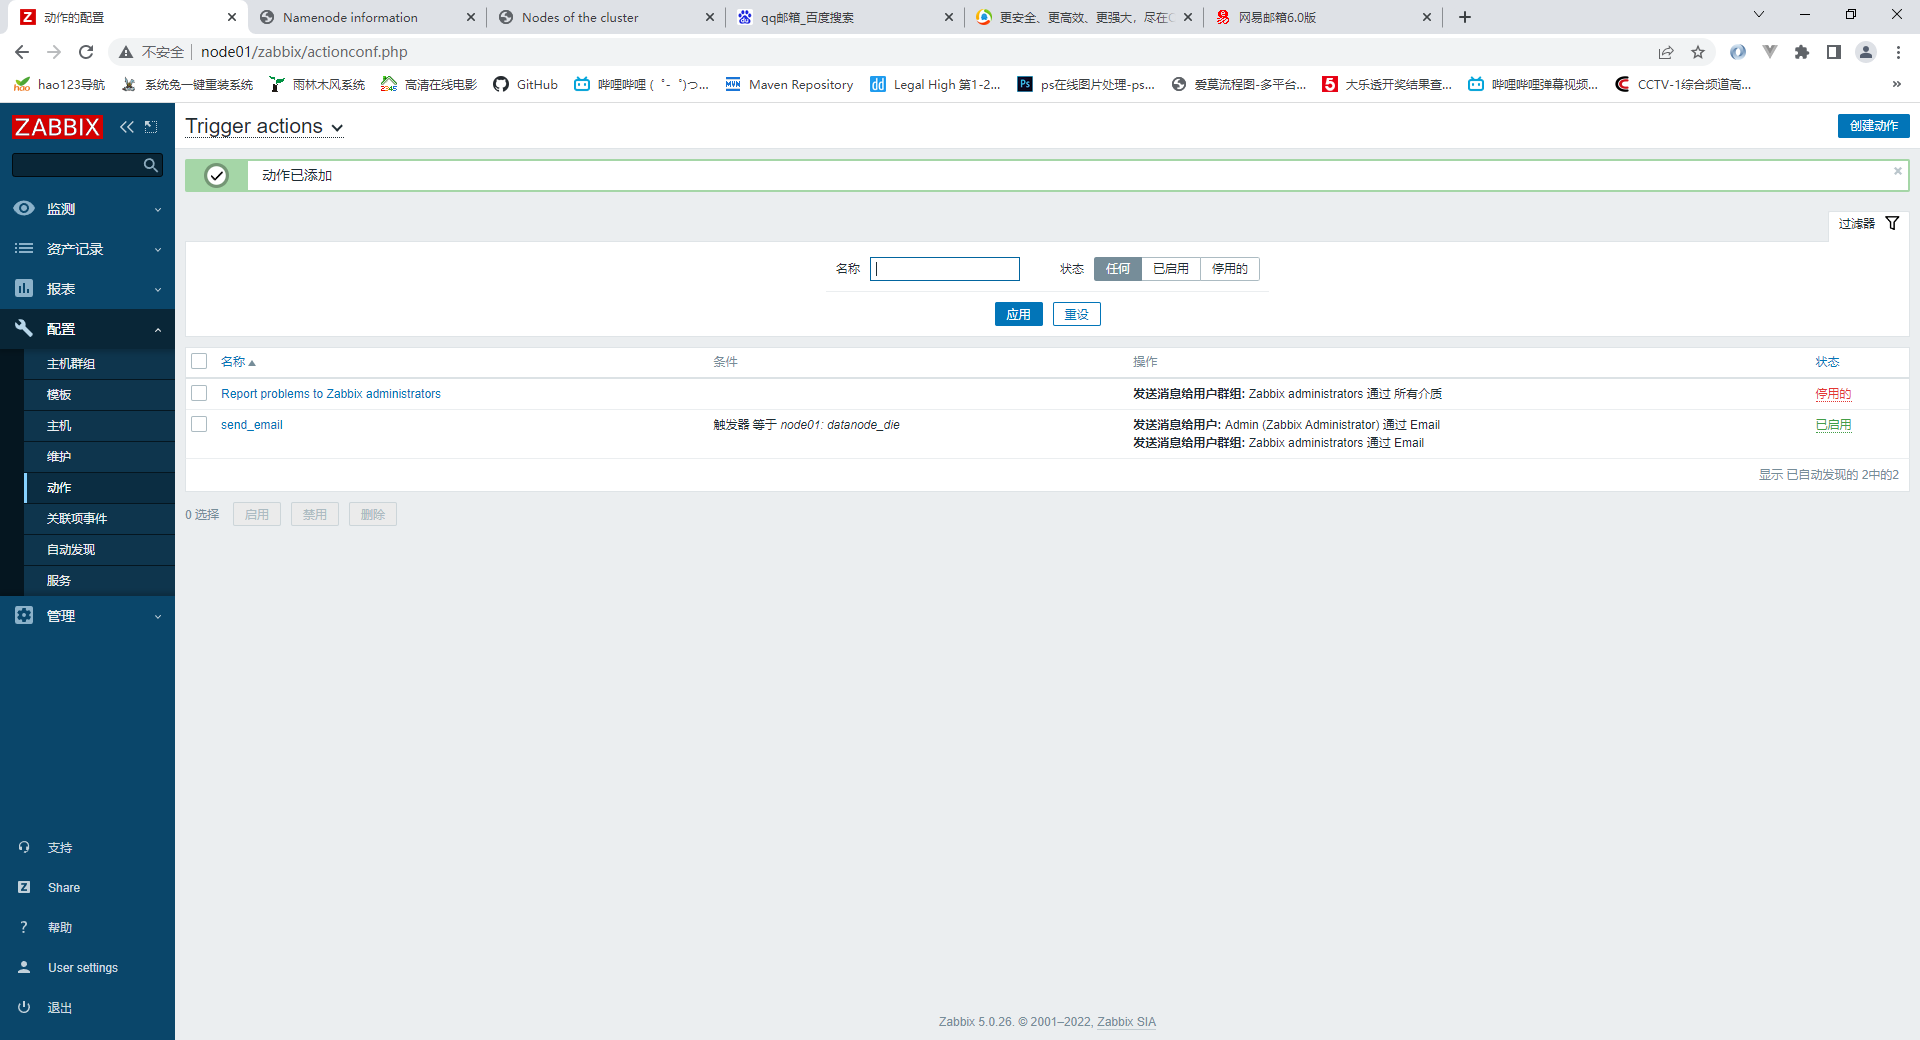 动作的配置
Namenode information
Nodes of the cluster
qq邮箱_百度搜索
更安全、更高效、更强大，尽在
网易邮箱6.0版
不安全 node01/zabbix/actionconf.php
hao123导航
系统兔一键重装系统
雨林木风系统
高清在线电影
GitHub
哔哩哔哩 ( ゜- ゜)つ...
Maven Repository
Legal High 第1-2...
ps在线图片处理-ps...
爱莫流程图-多平台...
大乐透开奖结果查...
哔哩哔哩弹幕视频...
CCTV-1综合频道高...
ZABBIX
监测
资产记录
报表
配置
主机群组
模板
主机
维护
动作
关联项事件
自动发现
服务
管理
支持
Share
帮助
User settings
退出
Trigger actions
创建动作
动作已添加
过滤器
名称 状态 任何 已启用 停用的
应用 重设
名称 条件 操作 状态
Report problems to Zabbix administrators 发送消息给用户群组: Zabbix administrators 通过 所有介质 停用的
send_email 触发器 等于 node01: datanode_die 发送消息给用户: Admin (Zabbix Administrator) 通过 Email 已启用
发送消息给用户群组: Zabbix administrators 通过 Email
显示 已自动发现的 2中的2
0 选择 启用 禁用 删除
Zabbix 5.0.26. © 2001–2022, Zabbix SIA